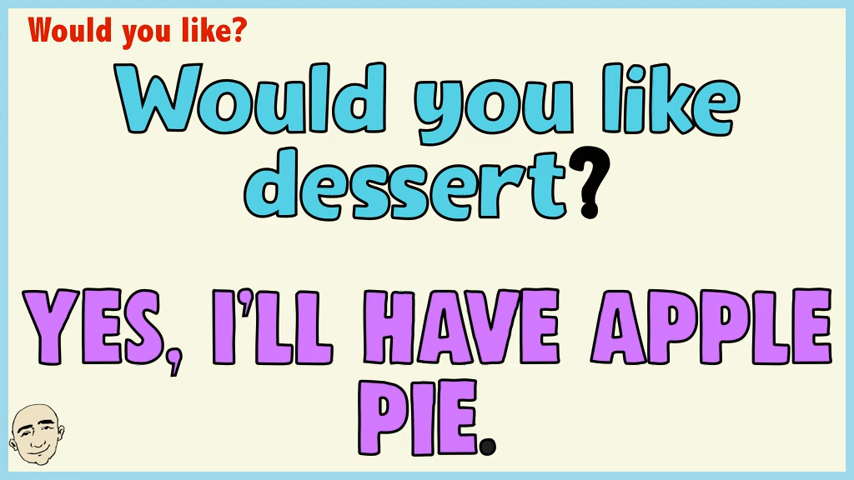 Would you like?
Would you like
dessert?
YES, I'LL HAVE APPLE
PIE.